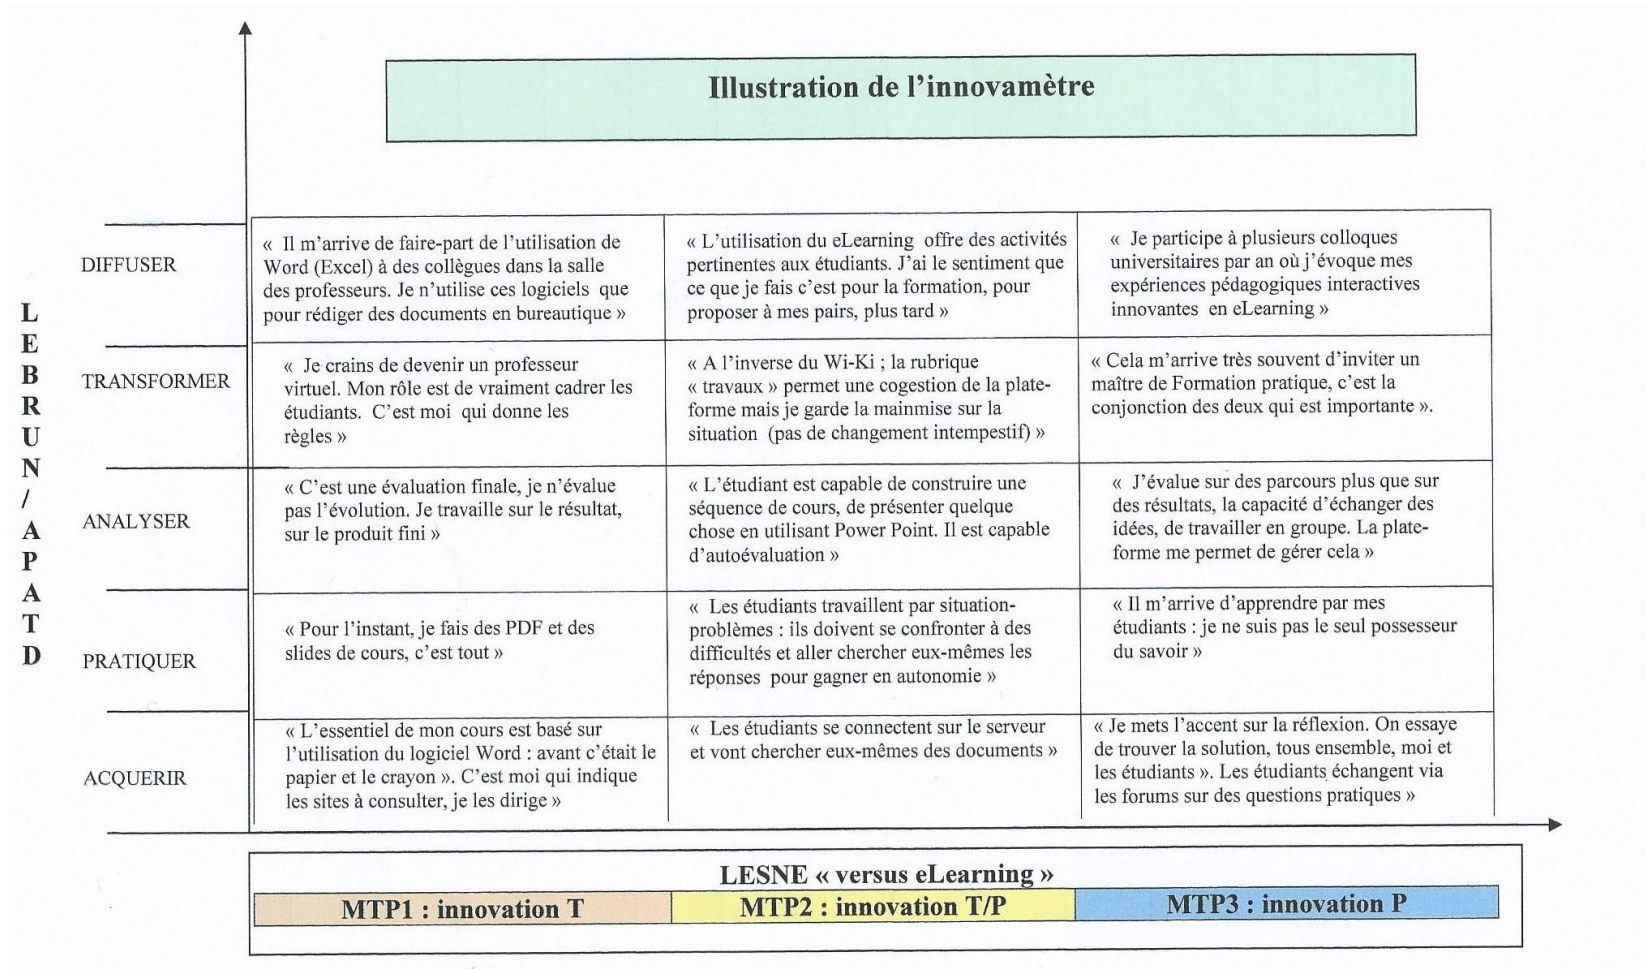 Illustration de l’innovamètre
LEBRUN/APATD
DIFFUSER
« Il m’arrive de faire-part de l’utilisation de
Word (Excel) à des collègues dans la salle
des professeurs. Je n’utilise ces logiciels que
pour rédiger des documents en bureautique »
« L’utilisation du eLearning offre des activités
pertinentes aux étudiants. J’ai le sentiment que
ce que je fais c’est pour la formation, pour
proposer à mes pairs, plus tard »
« Je participe à plusieurs colloques
universitaires par an où j’évoque mes
expériences pédagogiques interactives
innovantes en eLearning »
TRANSFORMER
« Je crains de devenir un professeur
virtuel. Mon rôle est de vraiment cadrer les
étudiants. C’est moi qui donne les
règles »
« A l’inverse du Wi-Ki ; la rubrique
« travaux » permet une cogestion de la plate-
forme mais je garde la mainmise sur la
situation (pas de changement intempestif) »
« Cela m’arrive très souvent d’inviter un
maître de Formation pratique, c’est la
conjonction des deux qui est importante ».
ANALYSER
« C’est une évaluation finale, je n’évalue
pas l’évolution. Je travaille sur le résultat,
sur le produit fini »
« L’étudiant est capable de construire une
séquence de cours, de présenter quelque
chose en utilisant Power Point. Il est capable
d’autoévaluation »
« J’évalue sur des parcours plus que sur
des résultats, la capacité d’échanger des
idées, de travailler en groupe. La plate-
forme me permet de gérer cela »
PRATIQUER
« Pour l’instant, je fais des PDF et des
slides de cours, c’est tout »
« Les étudiants travaillent par situation-
problèmes : ils doivent se confronter à des
difficultés et aller chercher eux-mêmes les
réponses pour gagner en autonomie »
« Il m’arrive d’apprendre par mes
étudiants : je ne suis pas le seul possesseur
du savoir »
ACQUERIR
« L’essentiel de mon cours est basé sur
l’utilisation du logiciel Word : avant c’était le
papier et le crayon ». C’est moi qui indique
les sites à consulter, je les dirige »
« Les étudiants se connectent sur le serveur
et vont chercher eux-mêmes des documents »
« Je mets l’accent sur la réflexion. On essaye
de trouver la solution, tous ensemble, moi et
les étudiants ». Les étudiants échangent via
les forums sur des questions pratiques »
LESNE « versus eLearning »
MTP1 : innovation T
MTP2 : innovation T/P
MTP3 : innovation P